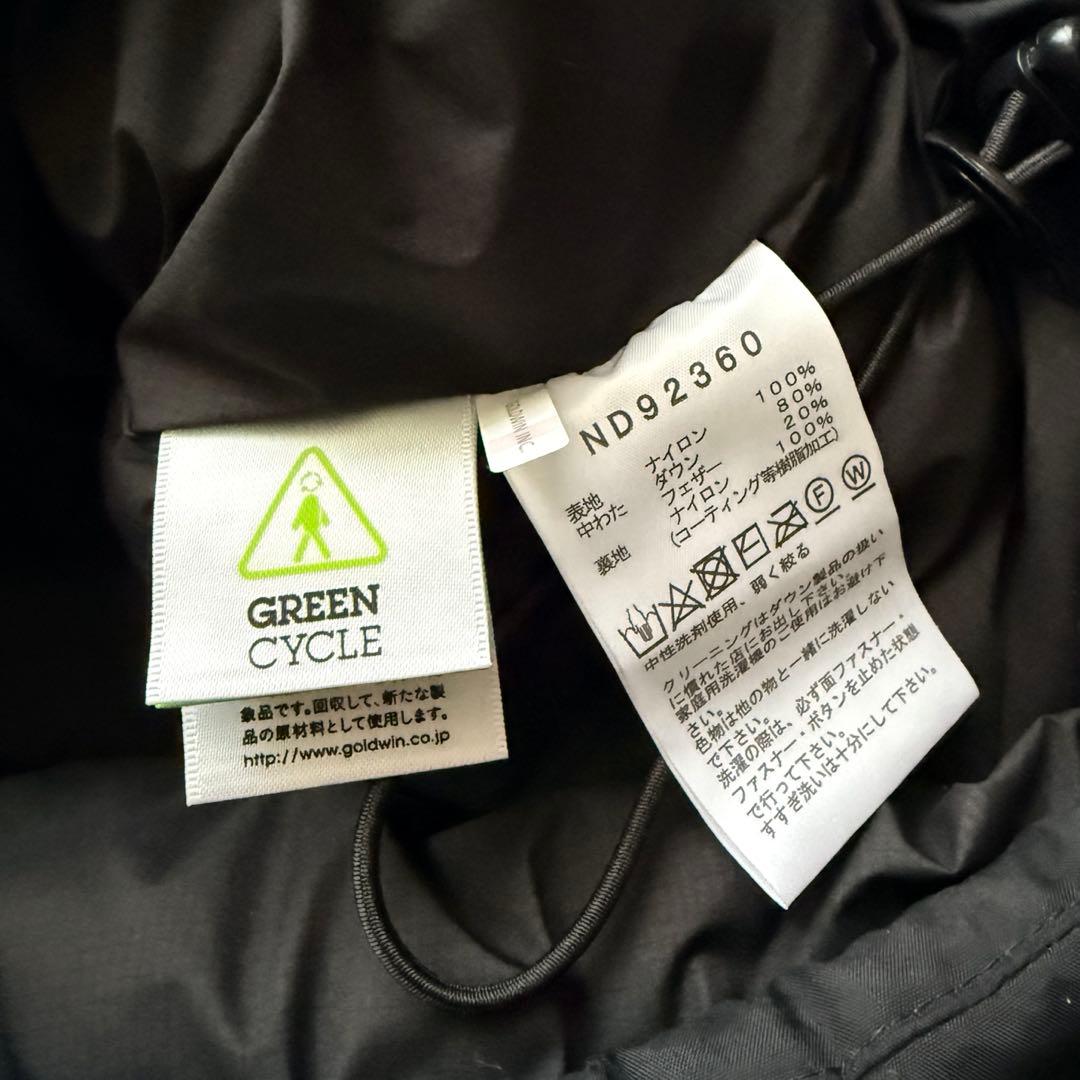 GREEN
CYCLE
象品です。回収して、新たな製
品の原材料として使用します。
http://www.goldwin.co.jp
GOLDWIN INC
ND92360
表地 ナイロン 100%
中わた ダウン 80%
フェザー 20%
裏地 ナイロン 100%
(コーティング等樹脂加工)
F W
中性洗剤使用、弱く絞る
クリーニングはダウン製品の扱い
に慣れた店にお出し下さい。
家庭用洗濯機のご使用はお避け下
さい。
色物は他の物と一緒に洗濯しない
で下さい。
洗濯の際は、必ず面ファスナー・
ファスナー・ボタンを止めた状態
で行って下さい。
すすぎ洗いは十分にして下さい。